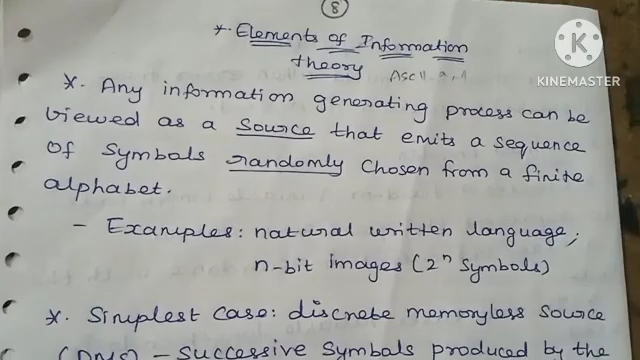 8
*. Elements of Information
theory
ASCII
KINEMASTER
*. Any information generating process can be
viewed as a source that emits a sequence
of symbols randomly chosen from a finite
alphabet.
- Examples: natural written language;
n-bit images (2ⁿ symbols)
*. Simplest case: discrete memoryless source
(DMS) - successive symbols produced by the